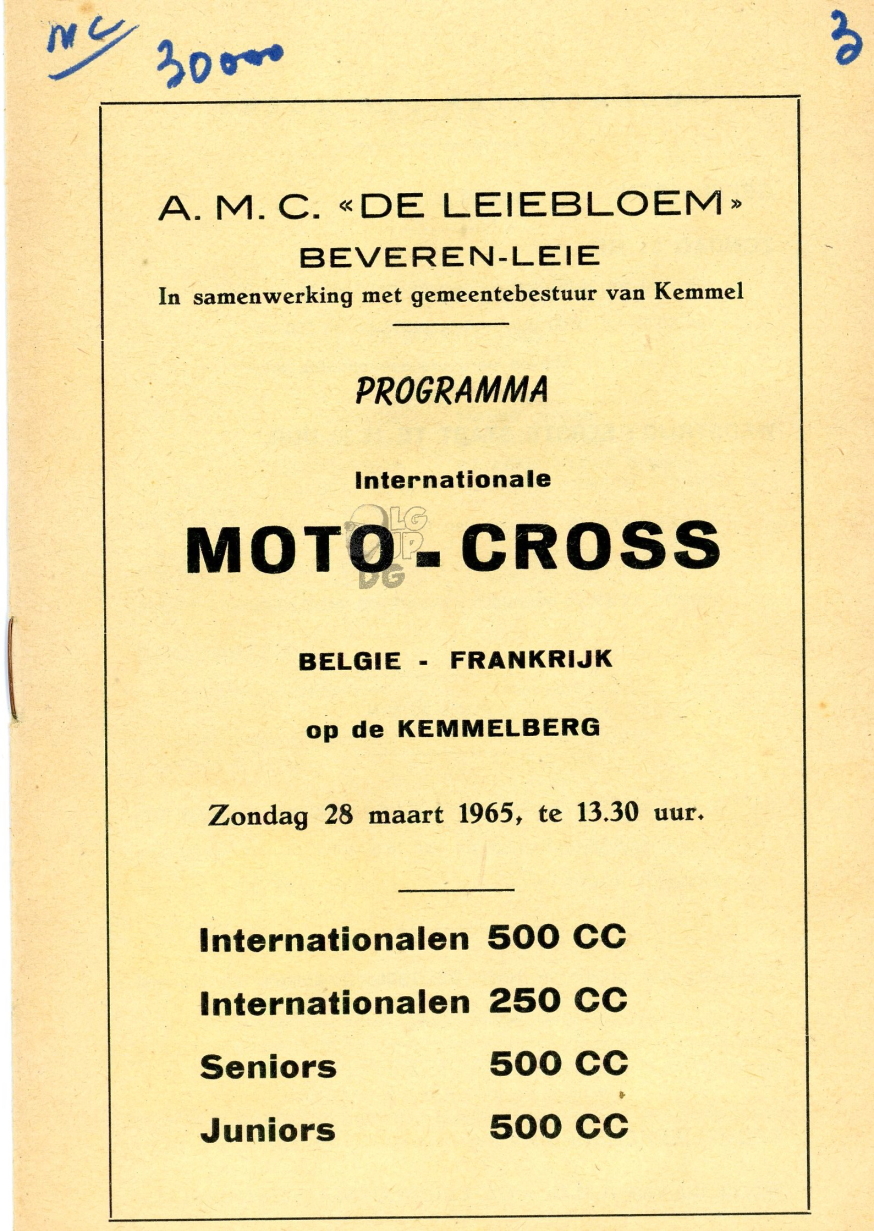 MC
30000
3
A. M. C. «DE LEIEBLOEM»
BEVEREN-LEIE
In samenwerking met gemeentebestuur van Kemmel
PROGRAMMA
Internationale
MOTO-CROSS
BELGIE - FRANKRIJK
op de KEMMELBERG
Zondag 28 maart 1965, te 13.30 uur.
Internationalen 500 CC
Internationalen 250 CC
Seniors 500 CC
Juniors 500 CC